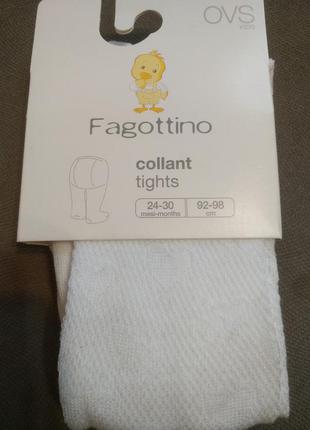 OVS
KIDS
Fagottino
collant
tights
24-30 92-98
mesi-months cm